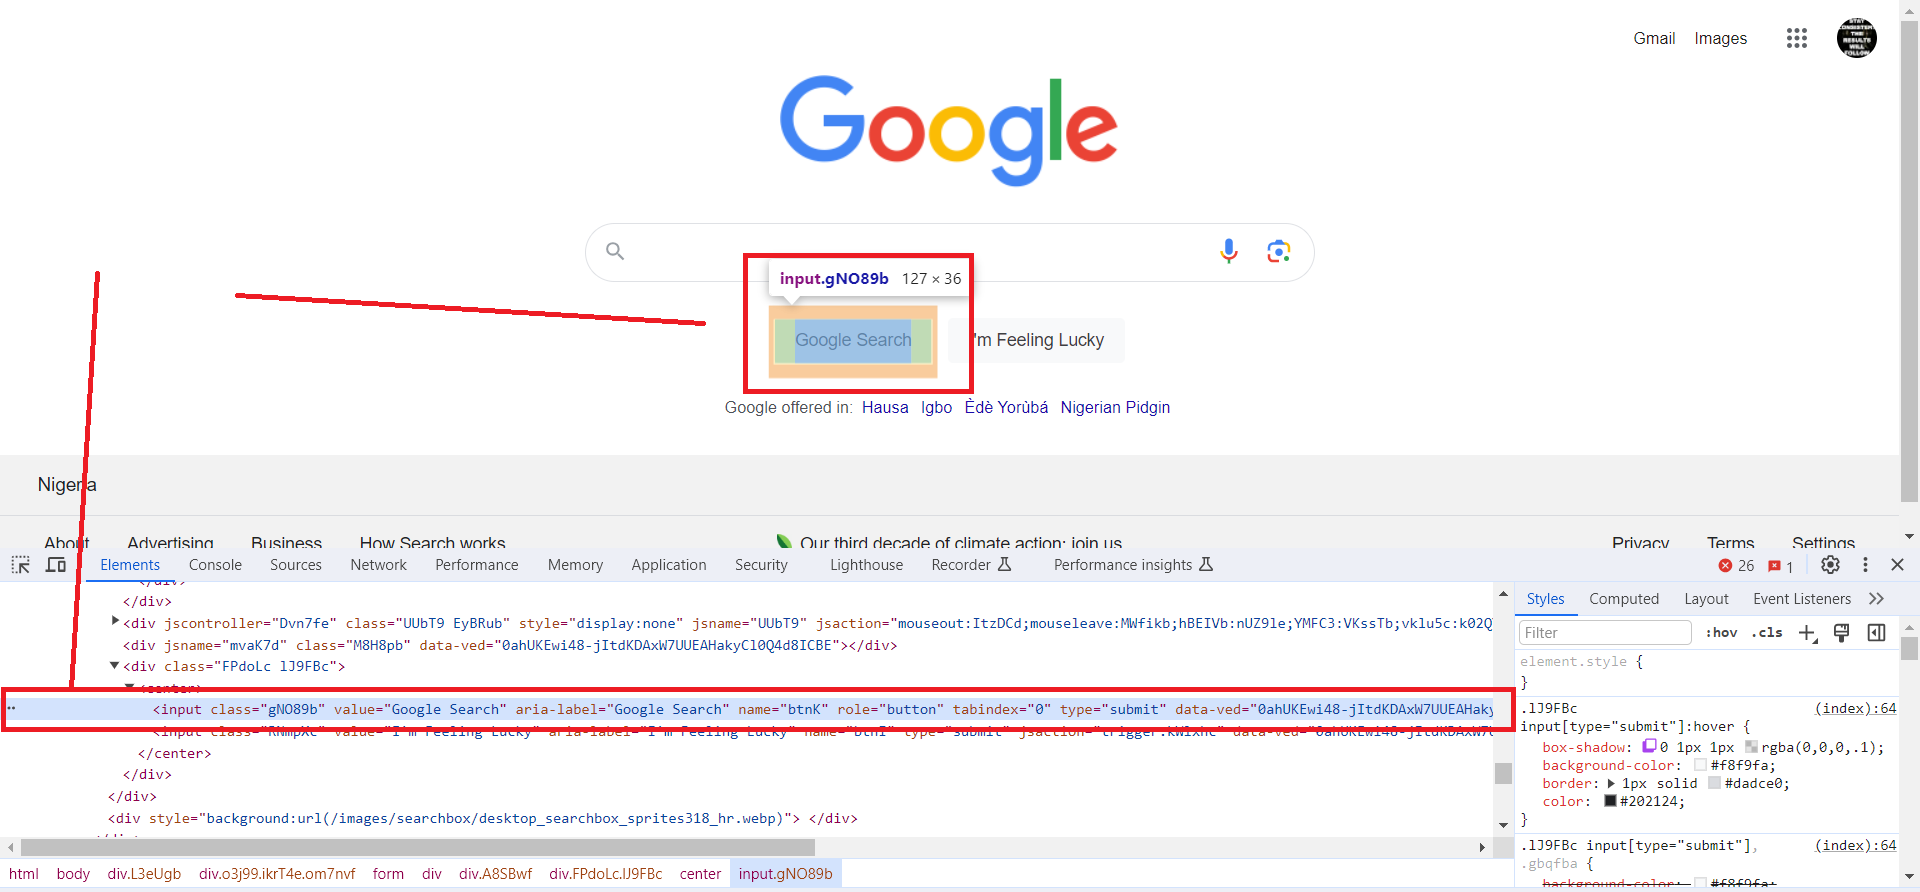 Gmail Images
STAY
CONSISTENT
THE
RESULTS
WILL
FOLLOW
Google
input.gNO89b 127 × 36
Google Search I'm Feeling Lucky
Google offered in: Hausa Igbo Èdè Yorùbá Nigerian Pidgin
Nigeria
About Advertising Business How Search works Our third decade of climate action: join us Privacy Terms Settings
Elements Console Sources Network Performance Memory Application Security Lighthouse Recorder Performance insights 26 1
</div>
</div>
<div jscontroller="Dvn7fe" class="UUbT9 EyBRub" style="display:none" jsname="UUbT9" jsaction="mouseout:ItzDCd;mouseleave:MWfikb;hBEIVb:nUZ9le;YMFC3:VKssTb;vklu5c:k02Q
<div jsname="mvaK7d" class="M8H8pb" data-ved="0ahUKEwi48-jItdKDAxW7UUEAHakyCl0Q4d8ICBE"></div>
<div class="FPdoLc lJ9FBc">
<center>
<input class="gNO89b" value="Google Search" aria-label="Google Search" name="btnK" role="button" tabindex="0" type="submit" data-ved="0ahUKEwi48-jItdKDAxW7UUEAHaky
<input class="RNmpXc" value="I'm Feeling Lucky" aria-label="I'm Feeling Lucky" name="btnI" type="submit" jsaction="trigger.kWlxhc" data-ved="0ahUKEwi48-jItdKDAxW7U
</center>
</div>
</div>
<div style="background:url(/images/searchbox/desktop_searchbox_sprites318_hr.webp)"> </div>
</div>
html body div.L3eUgb div.o3j99.ikrT4e.om7nvf form div div.A8SBwf div.FPdoLc.lJ9FBc center input.gNO89b
Styles Computed Layout Event Listeners
Filter :hov .cls
element.style {
}
.lJ9FBc (index):64
input[type="submit"]:hover {
box-shadow: 0 1px 1px rgba(0,0,0,.1);
background-color: #f8f9fa;
border: 1px solid #dadce0;
color: #202124;
}
.lJ9FBc input[type="submit"], (index):64
.gbqfba {
background-color: #f8f9fa;